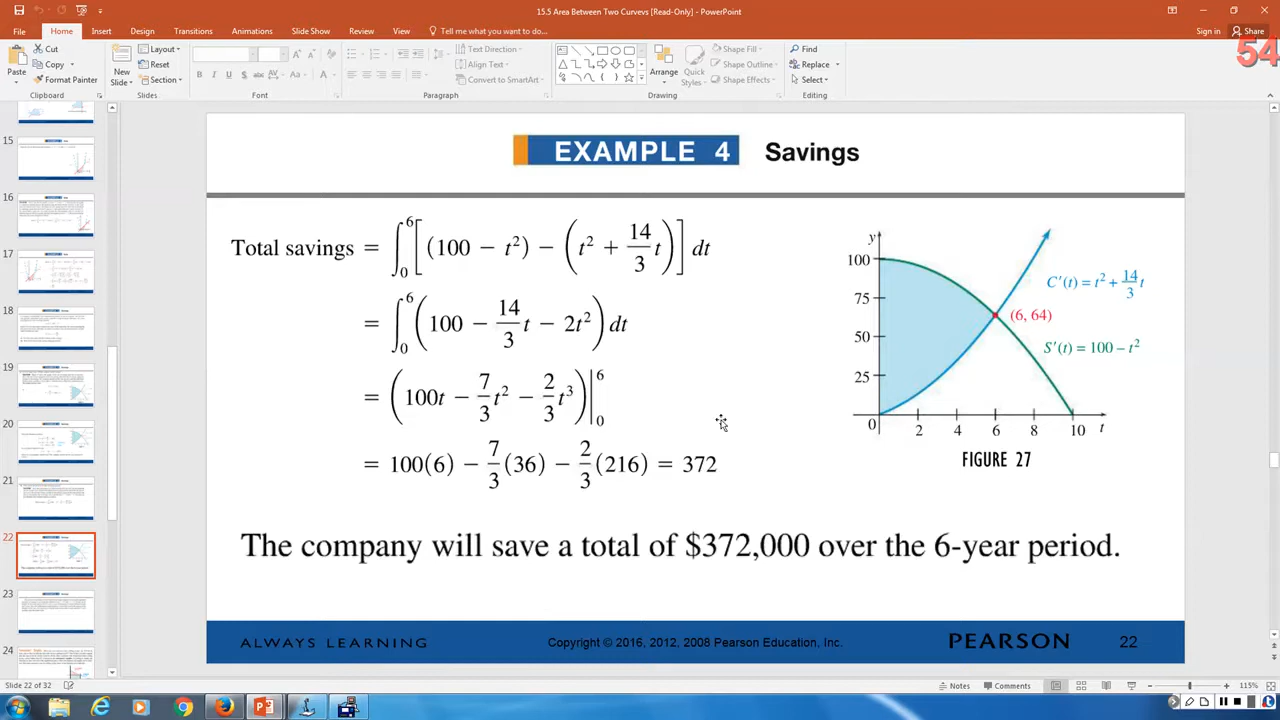 15.5 Area Between Two Curevs [Read-Only] - PowerPoint
File Home Insert Design Transitions Animations Slide Show Review View Tell me what you want to do... Sign in Share
54
Paste Cut Copy Format Painter Clipboard
New Slide Layout Reset Section Slides
B I U S abc AV Aa A Font
Text Direction Align Text Convert to SmartArt Paragraph
Arrange Quick Styles Shape Fill Shape Outline Shape Effects Drawing
Find Replace Select Editing
15
16
17
18
19
20
21
22
23
24
EXAMPLE 4 Savings
Total savings = ∫₀⁶ [(100 − t²) − (t² + 14/3 t)] dt
= ∫₀⁶ (100 − 14/3 t − 2t²) dt
= (100t − 7/3 t² − 2/3 t³)|₀⁶
= 100(6) − 7/3 (36) − 2/3 (216) = 372
y
100
75
50
25
0 2 4 6 8 10 t
C′(t) = t² + 14/3 t
(6, 64)
S′(t) = 100 – t²
FIGURE 27
The company will save a total of $372,000 over the 6-year period.
ALWAYS LEARNING Copyright © 2016, 2012, 2008 Pearson Education, Inc. PEARSON 22
Slide 22 of 32 Notes Comments 115%